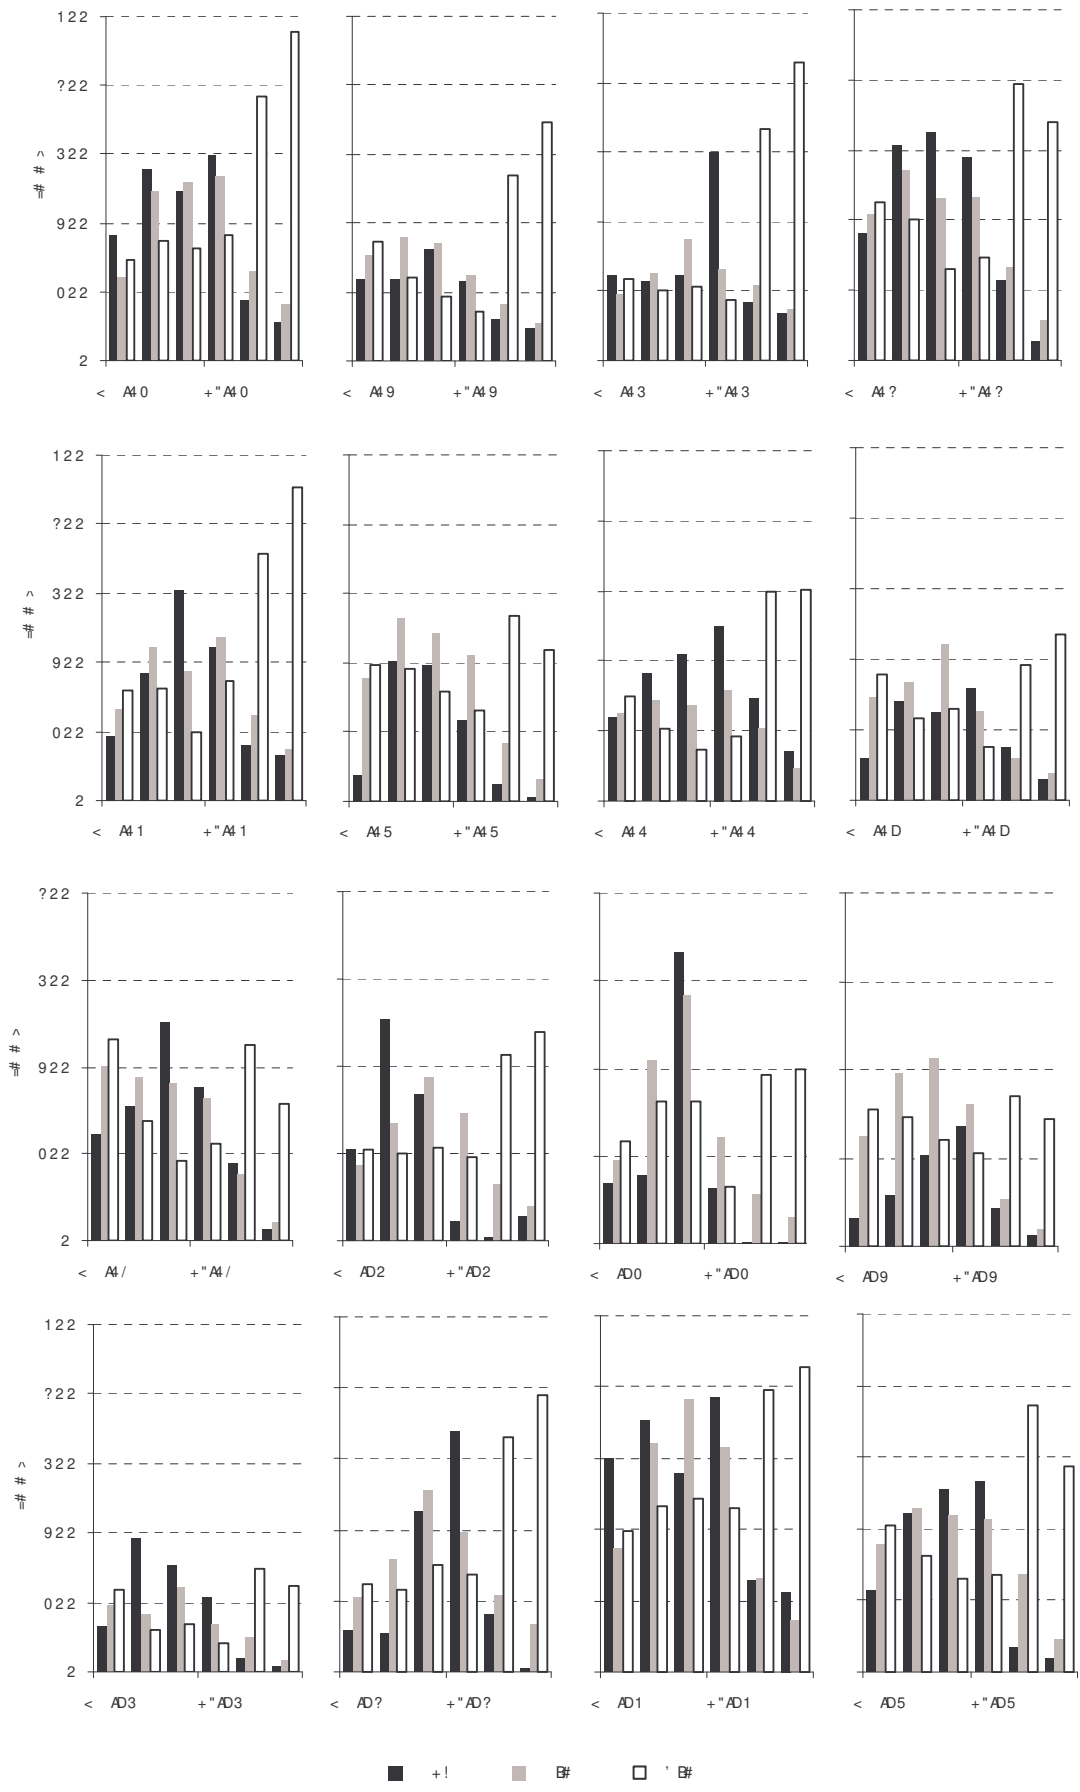 122
?22
322
922
022
2
=# # >
< A4 0 +"A4 0
< A4 9 +"A4 9
< A4 3 +"A4 3
< A4 ? +"A4 ?
122
?22
322
922
022
2
=# # >
< A4 1 +"A4 1
< A4 5 +"A4 5
< A4 4 +"A4 4
< A4 D +"A4 D
?22
322
922
022
2
=# # >
< A4 / +"A4 /
< AD2 +"AD2
< AD0 +"AD0
< AD9 +"AD9
122
?22
322
922
022
2
=# # >
< AD3 +"AD3
< AD? +"AD?
< AD1 +"AD1
< AD5 +"AD5
+ ! B# ' B#